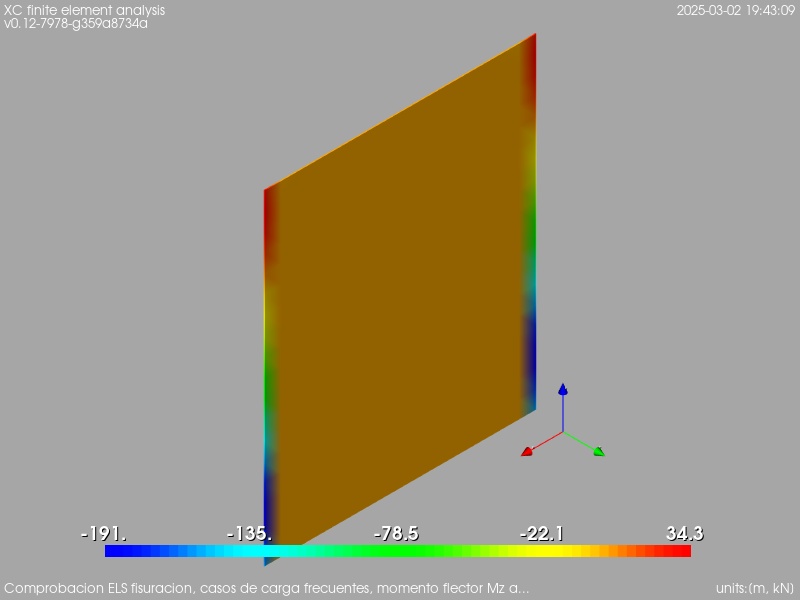 XC finite element analysis
v0.12-7978-g359a8734a
2025-03-02 19:43:09
-191. -135. -78.5 -22.1 34.3
Comprobacion ELS fisuracion, casos de carga frecuentes, momento flector Mz a...
units:(m, kN)